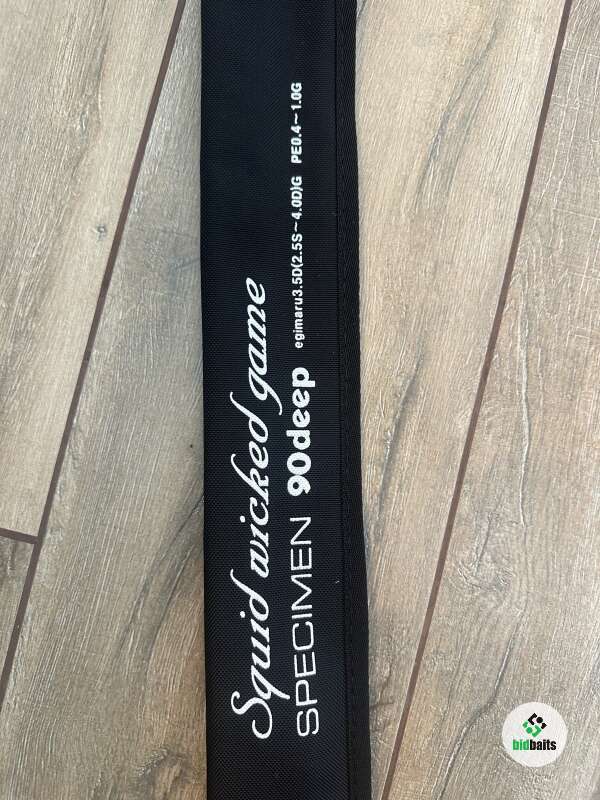 Squid wicked game
SPECIMEN 90deep egimaru3.5D(2.5S~4.0D)G PE0.4~1.0G
bidbaits